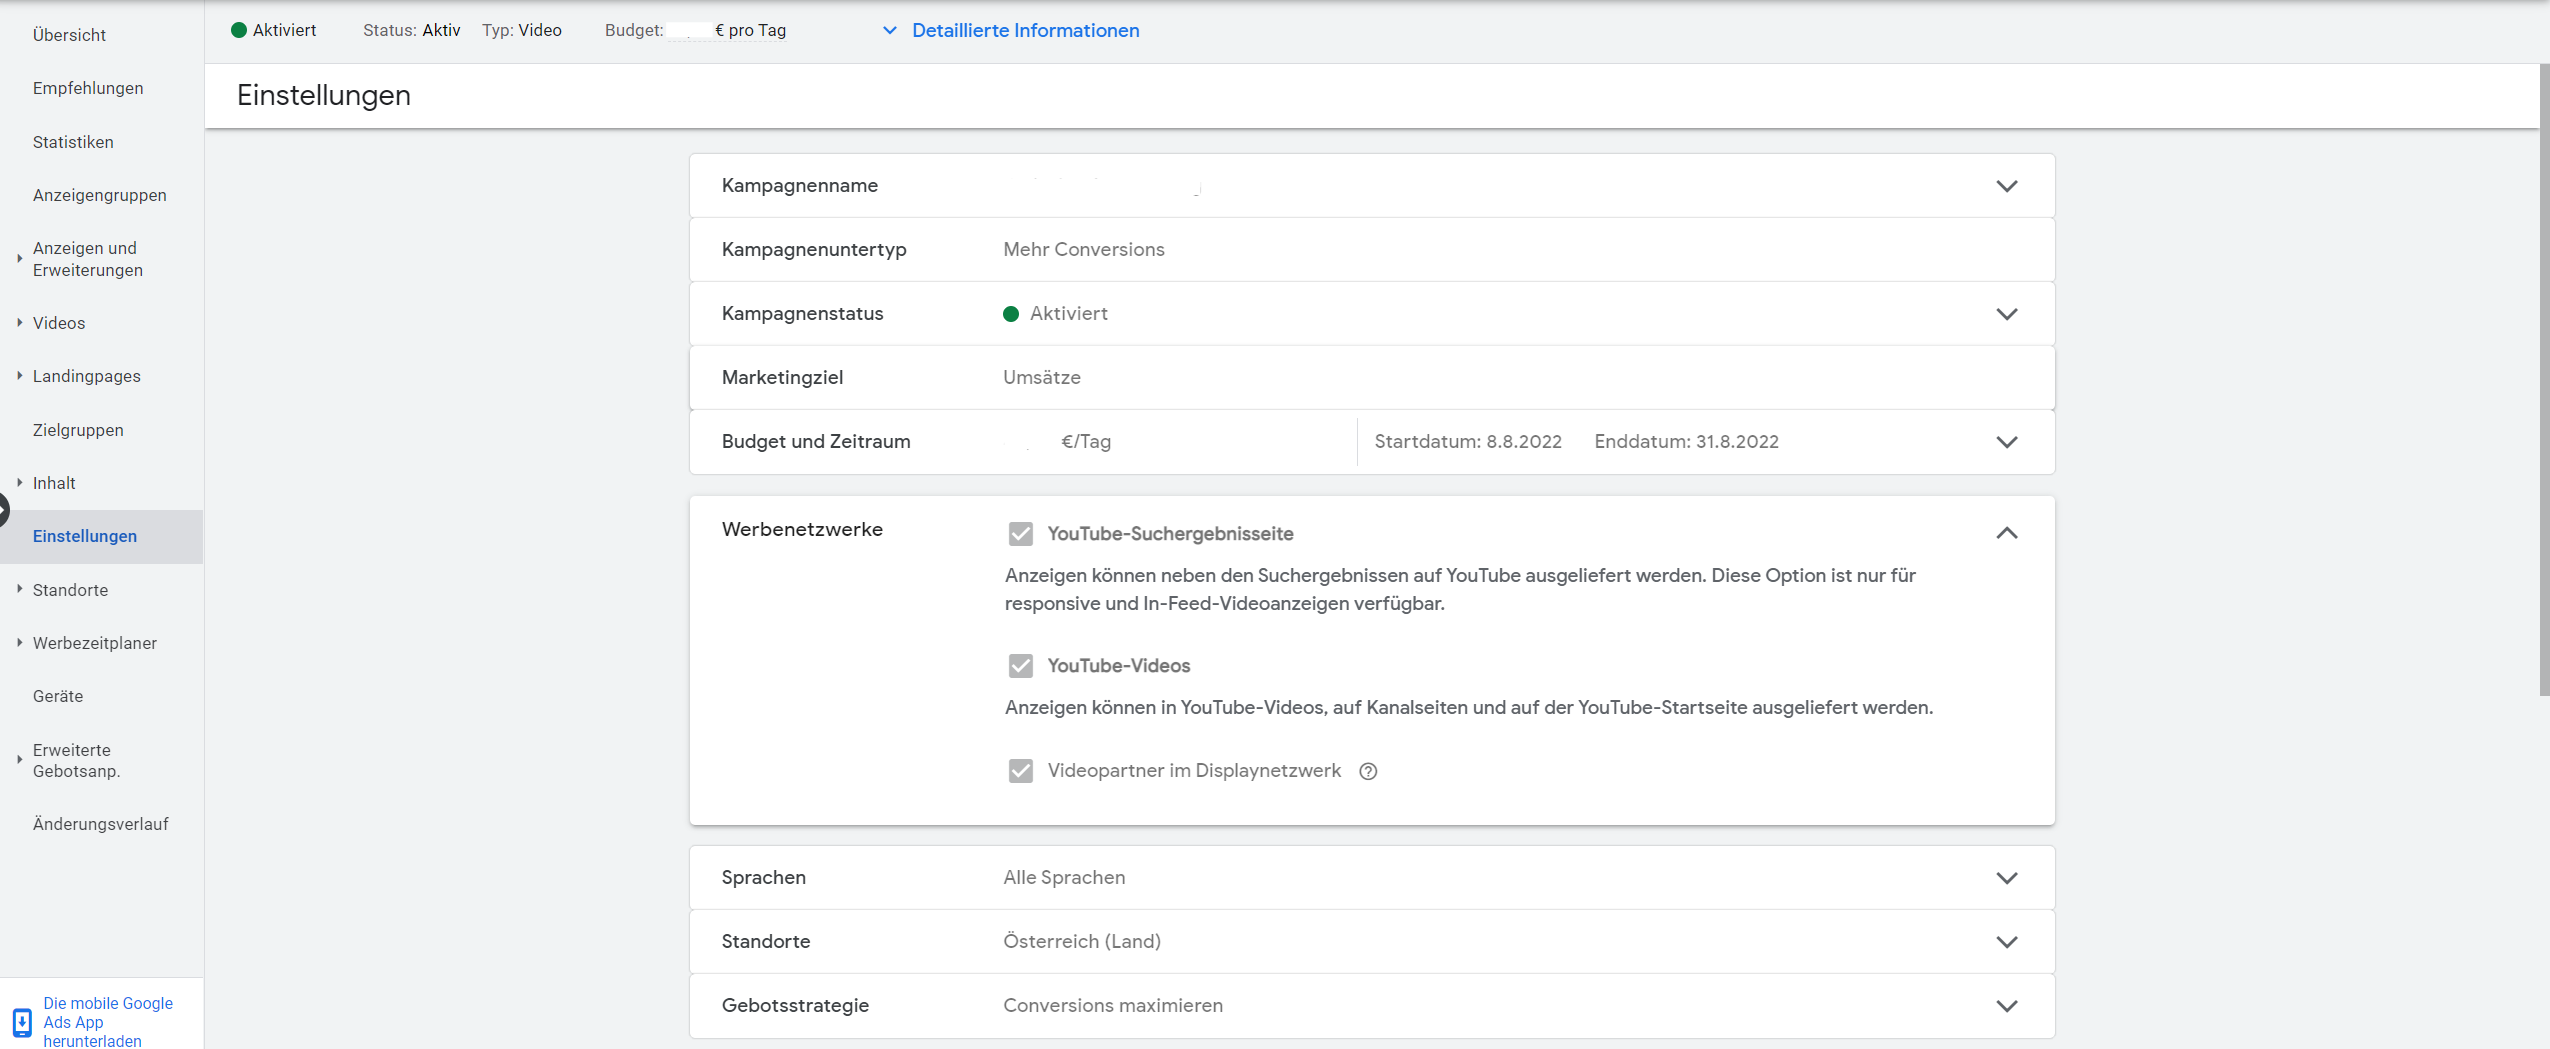 Übersicht
Empfehlungen
Statistiken
Anzeigengruppen
Anzeigen und
Erweiterungen
Videos
Landingpages
Zielgruppen
Inhalt
Einstellungen
Standorte
Werbezeitplaner
Geräte
Erweiterte
Gebotsanp.
Änderungsverlauf
Die mobile Google
Ads App
herunterladen
Aktiviert Status: Aktiv Typ: Video Budget: € pro Tag Detaillierte Informationen
Einstellungen
Kampagnenname
Kampagnenuntertyp Mehr Conversions
Kampagnenstatus Aktiviert
Marketingziel Umsätze
Budget und Zeitraum €/Tag Startdatum: 8.8.2022 Enddatum: 31.8.2022
Werbenetzwerke YouTube-Suchergebnisseite
Anzeigen können neben den Suchergebnissen auf YouTube ausgeliefert werden. Diese Option ist nur für
responsive und In-Feed-Videoanzeigen verfügbar.
YouTube-Videos
Anzeigen können in YouTube-Videos, auf Kanalseiten und auf der YouTube-Startseite ausgeliefert werden.
Videopartner im Displaynetzwerk
Sprachen Alle Sprachen
Standorte Österreich (Land)
Gebotsstrategie Conversions maximieren